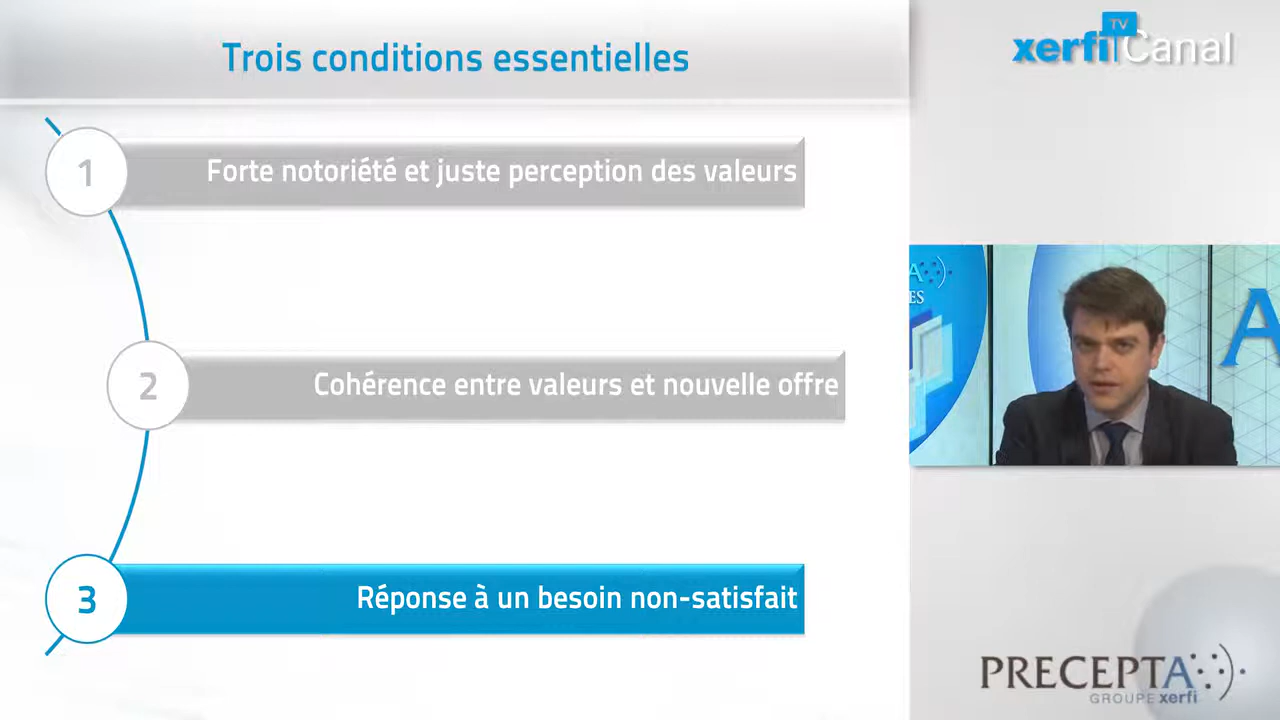 Trois conditions essentielles
1
Forte notoriété et juste perception des valeurs
2
Cohérence entre valeurs et nouvelle offre
3
Réponse à un besoin non-satisfait
TV
xerfi Canal
A
ES
A
PRECEPTA
GROUPE xerfi